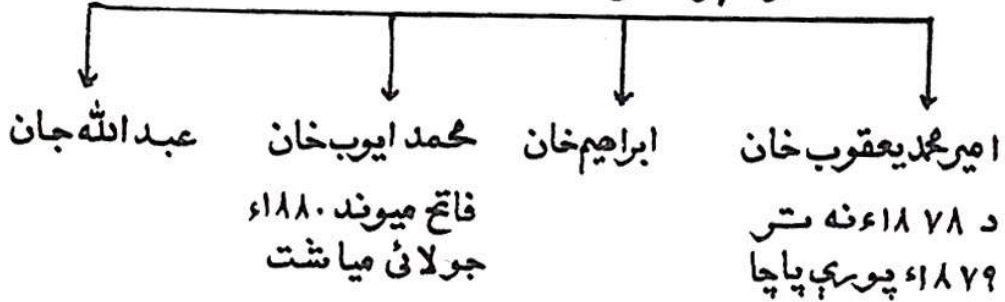 امیر محمد یعقوب خان
د ۱۸۷۸ء نه تر
۱۸۷۹ء پورې پاچا
ابراهیم خان
محمد ایوب خان
فاتح میوند ۱۸۸۰ء
جولائی میاشت
عبدالله جان